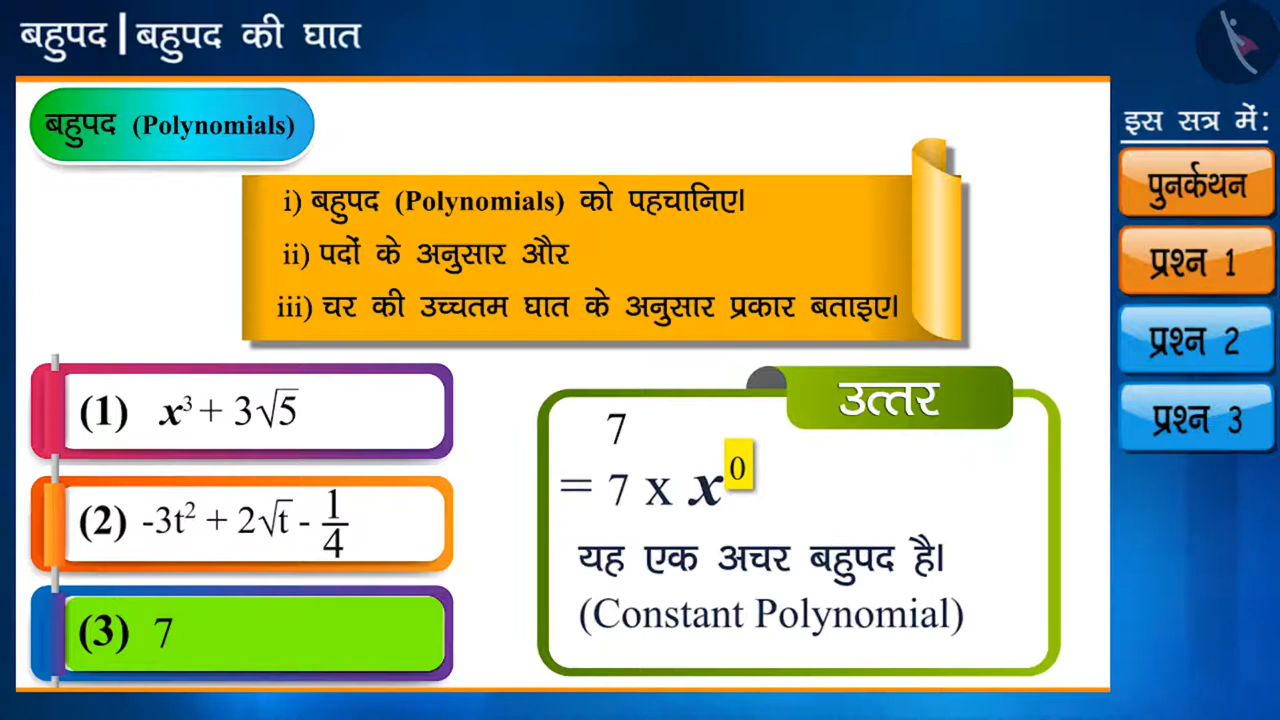 बहुपद | बहुपद की घात
बहुपद (Polynomials)
i) बहुपद (Polynomials) को पहचानिए।
ii) पदों के अनुसार और
iii) चर की उच्चतम घात के अनुसार प्रकार बताइए।
(1) x³ + 3√5
(2) -3t² + 2√t - 1/4
(3) 7
उत्तर
7
= 7 x x⁰
यह एक अचर बहुपद है।
(Constant Polynomial)
इस सत्र में:
पुनर्कथन
प्रश्न 1
प्रश्न 2
प्रश्न 3